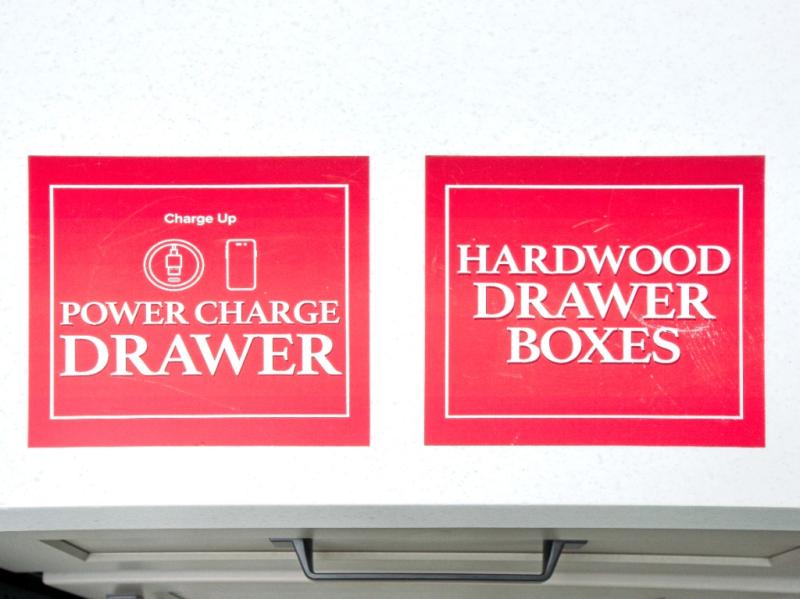 Charge Up
POWER CHARGE
DRAWER
HARDWOOD
DRAWER
BOXES